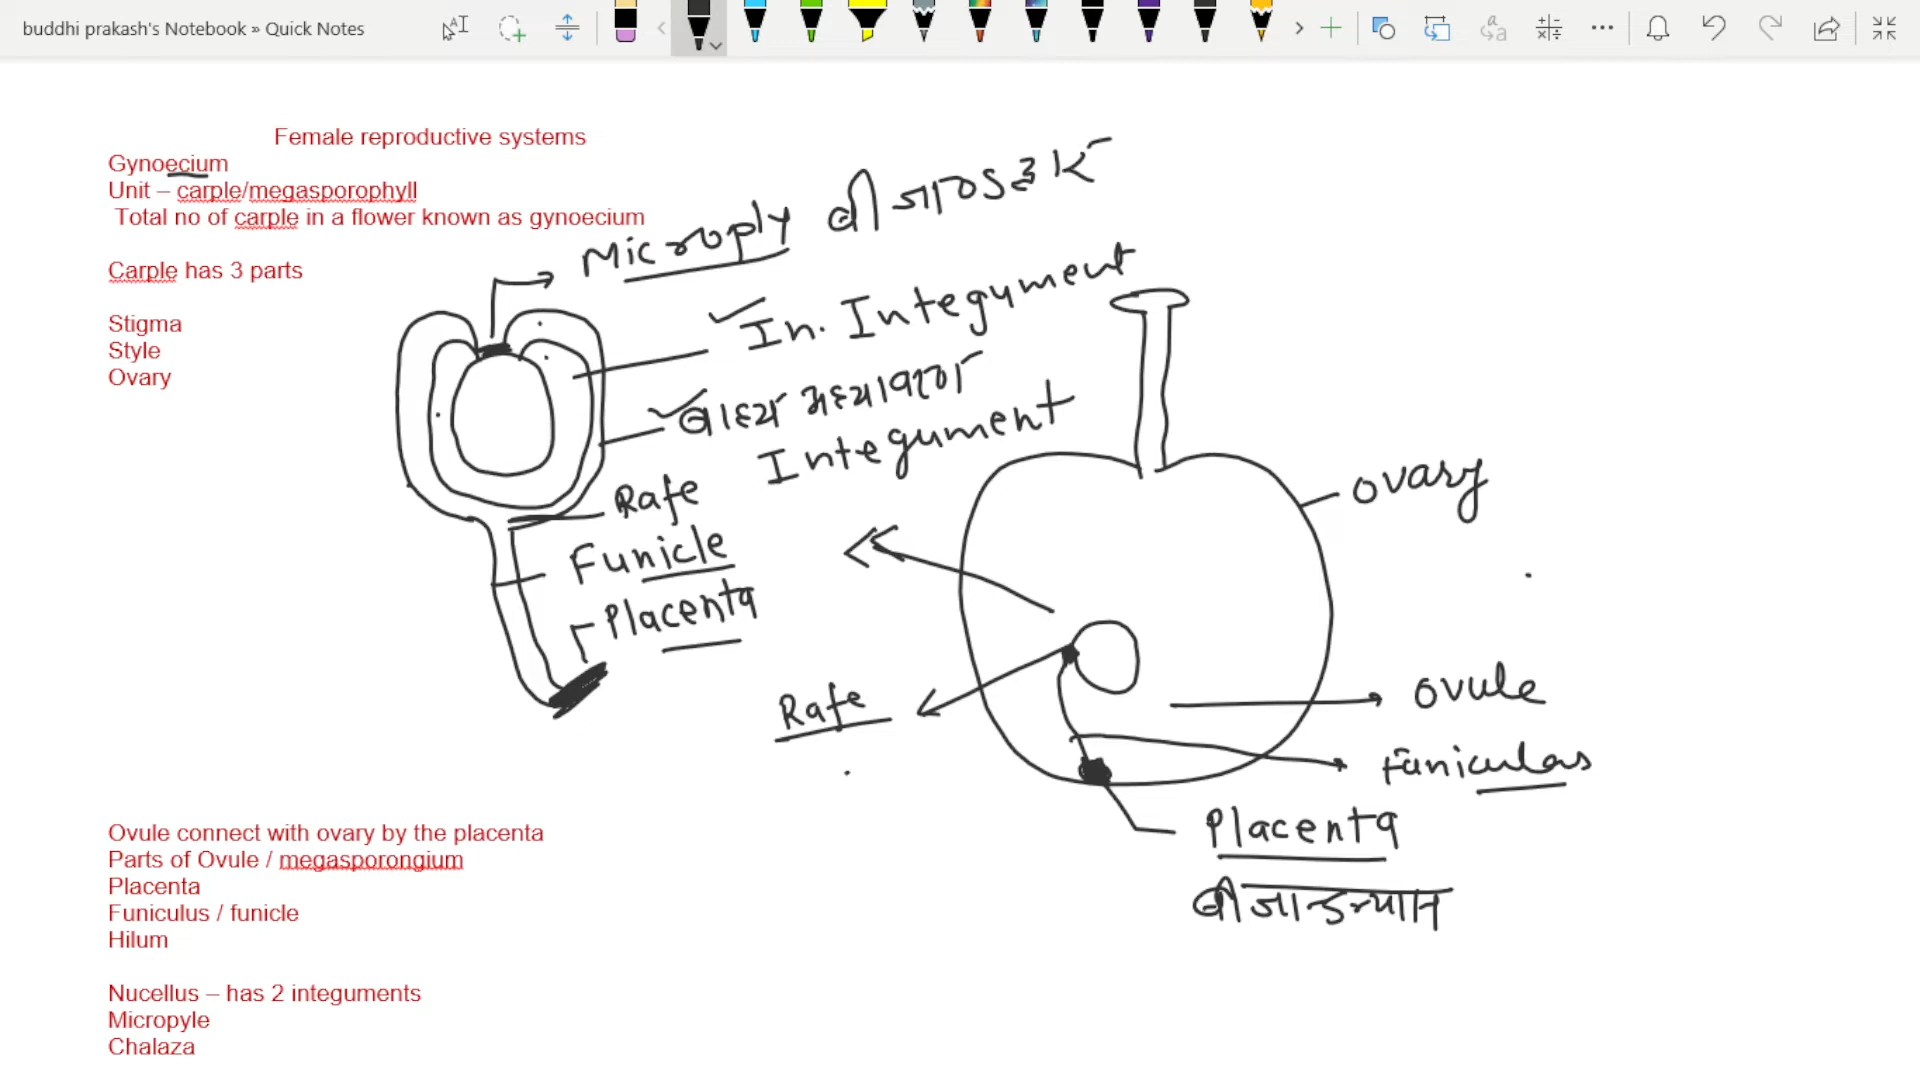 buddhi prakash's Notebook » Quick Notes
Female reproductive systems
Gynoecium
Unit – carple/megasporophyll
Total no of carple in a flower known as gynoecium
Carple has 3 parts
Stigma
Style
Ovary
Microply
In. Integument
बाह्य
Integument
Rafe
Funicle
Placenta
ovary
Rafe
ovule
Placenta
Ovule connect with ovary by the placenta
Parts of Ovule / megasporongium
Placenta
Funiculus / funicle
Hilum
Nucellus – has 2 integuments
Micropyle
Chalaza